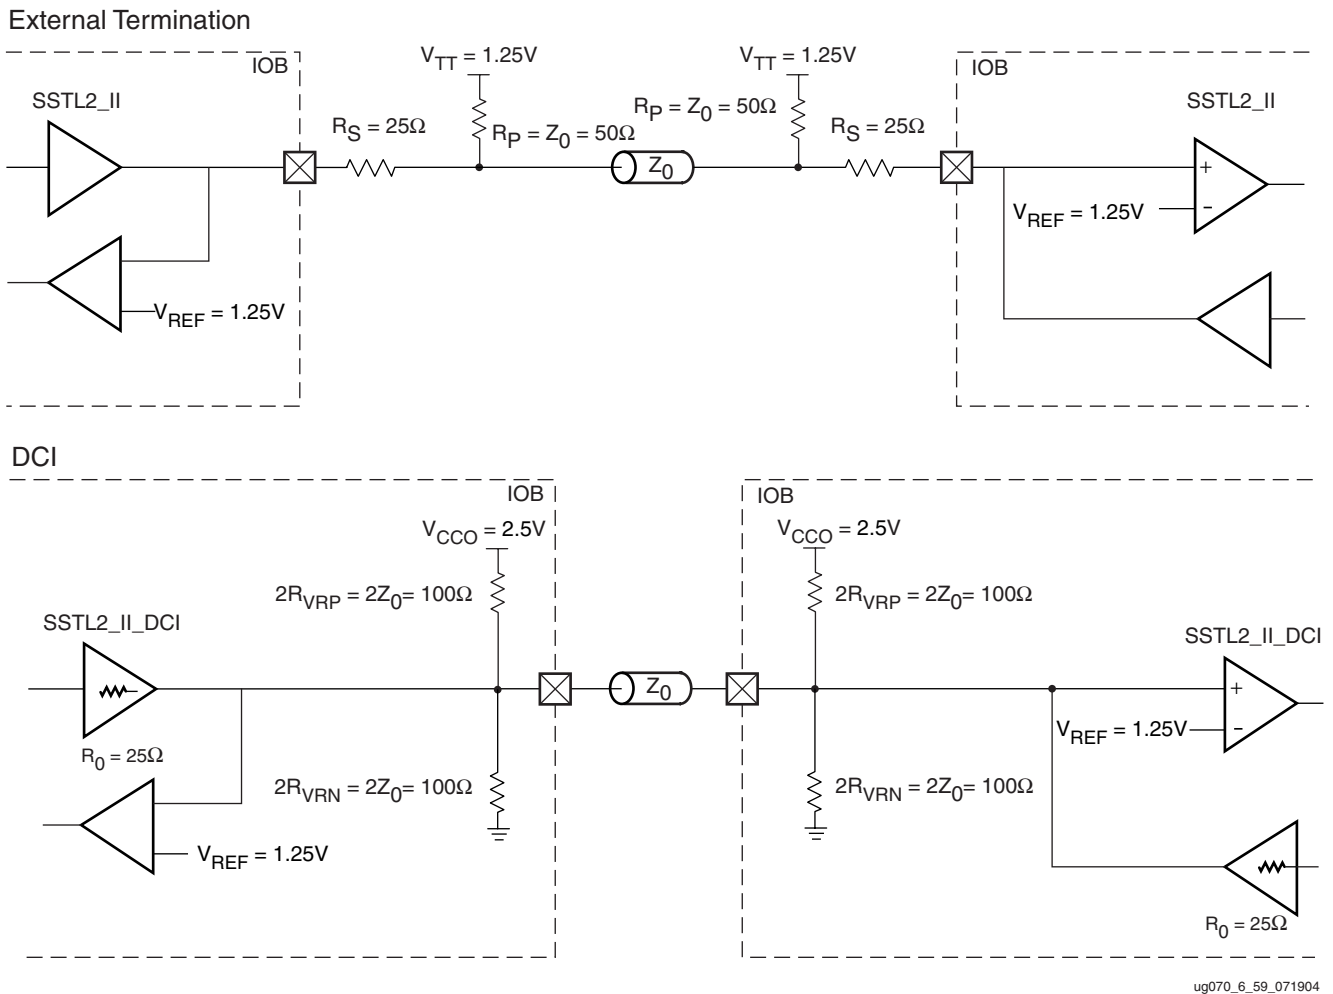 External Termination
IOB
SSTL2_II
V_TT = 1.25V
R_S = 25Ω
R_P = Z_0 = 50Ω
V_TT = 1.25V
R_P = Z_0 = 50Ω
R_S = 25Ω
Z_0
IOB
SSTL2_II
+
–
V_REF = 1.25V
V_REF = 1.25V
DCI
IOB
V_CCO = 2.5V
2R_VRP = 2Z_0= 100Ω
SSTL2_II_DCI
R_0 = 25Ω
2R_VRN = 2Z_0= 100Ω
V_REF = 1.25V
Z_0
IOB
V_CCO = 2.5V
2R_VRP = 2Z_0= 100Ω
SSTL2_II_DCI
+
–
V_REF = 1.25V
2R_VRN = 2Z_0= 100Ω
R_0 = 25Ω
ug070_6_59_071904